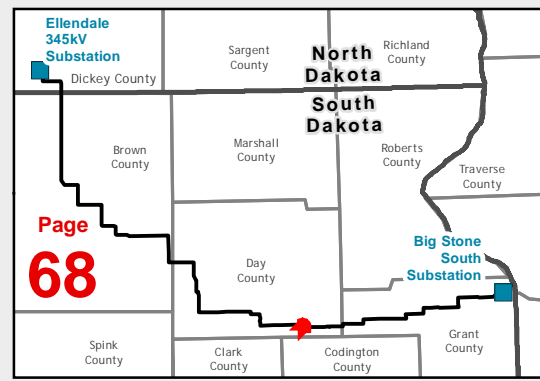 Ellendale
345kV
Substation
Dickey County
Sargent
County
North
Dakota
Richland
County
South
Dakota
Brown
County
Marshall
County
Roberts
County
Traverse
County
Page
68
Day
County
Big Stone
South
Substation
Spink
County
Clark
County
Codington
County
Grant
County